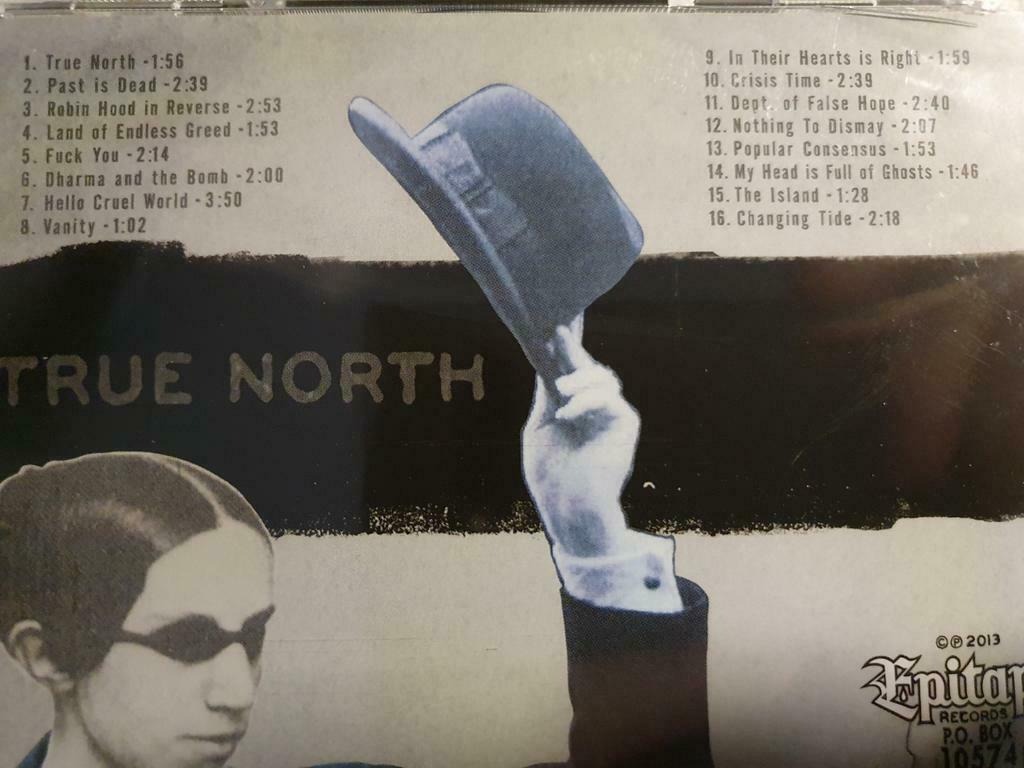 1. True North -1:56
2. Past is Dead -2:39
3. Robin Hood in Reverse -2:53
4. Land of Endless Greed -1:53
5. Fuck You -2:14
6. Dharma and the Bomb -2:00
7. Hello Cruel World -3:50
8. Vanity -1:02
9. In Their Hearts is Right -1:59
10. Crisis Time -2:39
11. Dept. of False Hope -2:40
12. Nothing To Dismay -2:07
13. Popular Consensus -1:53
14. My Head is Full of Ghosts -1:46
15. The Island -1:28
16. Changing Tide -2:18
TRUE NORTH
©℗ 2013
Epitap
RECORDS
P.O. BOX
10574